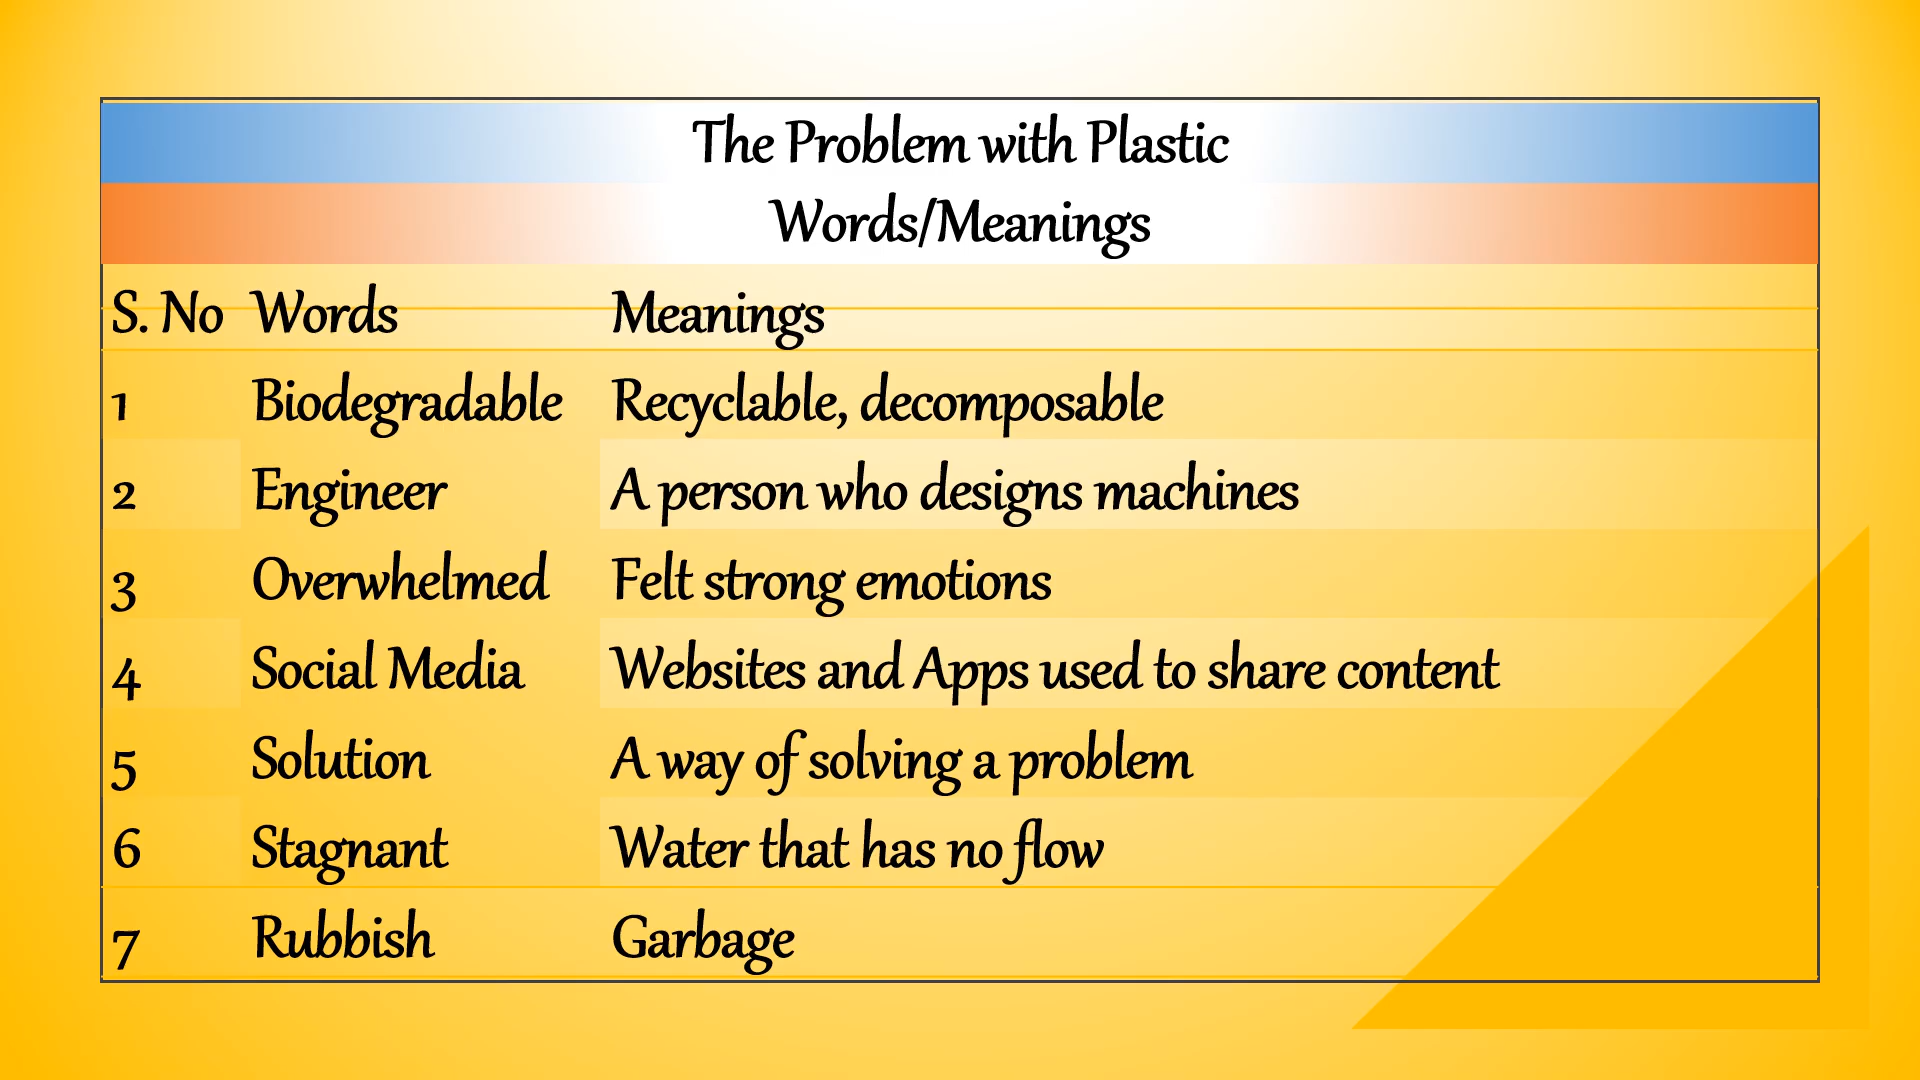 The Problem with Plastic
Words/Meanings
S. No Words Meanings
1 Biodegradable Recyclable, decomposable
2 Engineer A person who designs machines
3 Overwhelmed Felt strong emotions
4 Social Media Websites and Apps used to share content
5 Solution A way of solving a problem
6 Stagnant Water that has no flow
7 Rubbish Garbage